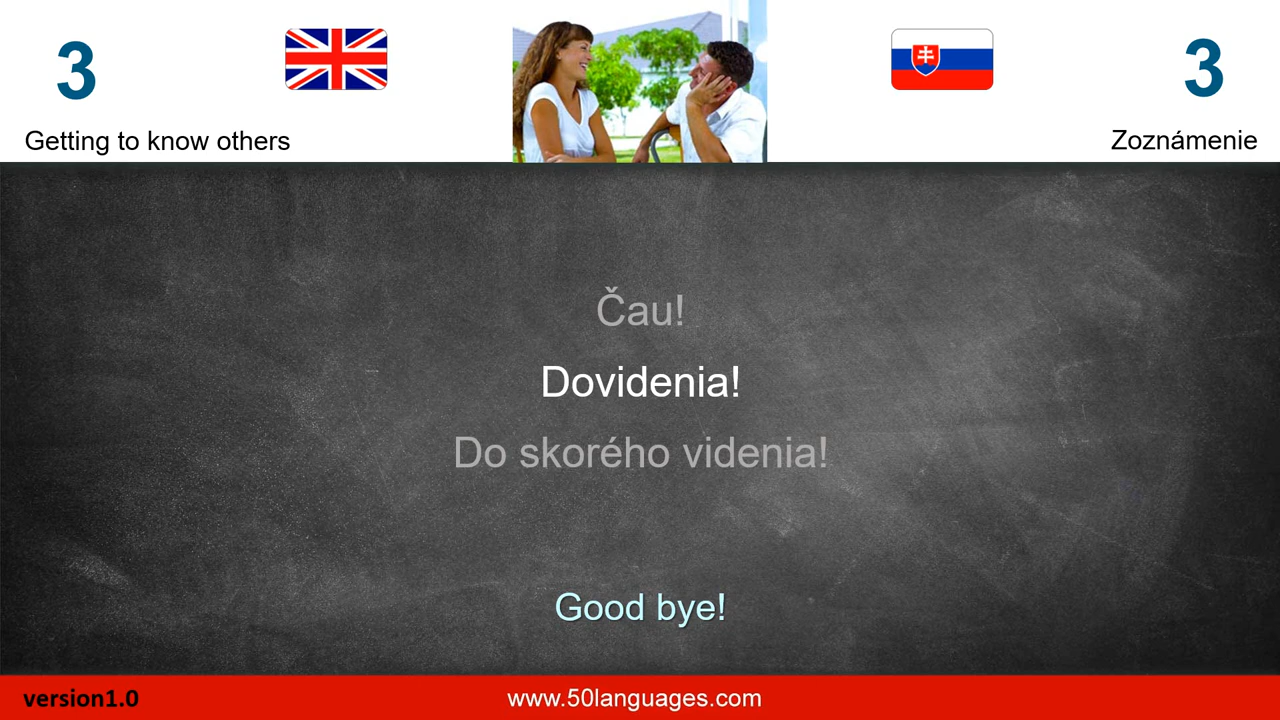 3
3
Getting to know others
Zoznámenie
Čau!
Dovidenia!
Do skorého videnia!
Good bye!
version1.0
www.50languages.com